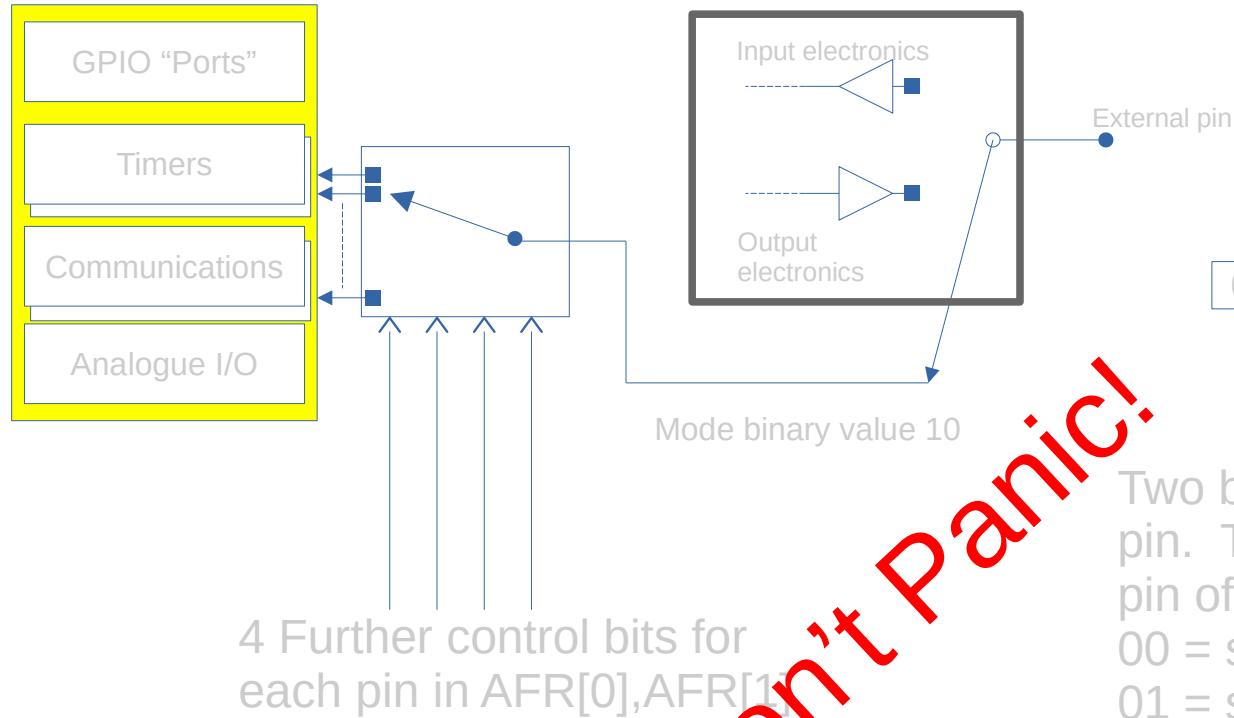 GPIO “Ports”
Timers
Communications
Analogue I/O
Input electronics
Output
electronics
External pin
Mode binary value 10
4 Further control bits for
each pin in AFR[0],AFR[1]
Panic!
Two
pin.
pin of
00 =
01 =